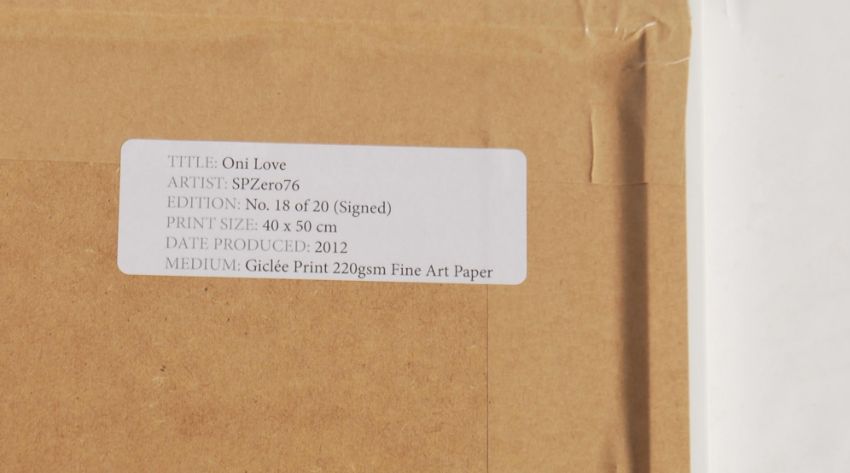 TITLE: Oni Love
ARTIST: SPZero76
EDITION: No. 18 of 20 (Signed)
PRINT SIZE: 40 x 50 cm
DATE PRODUCED: 2012
MEDIUM: Giclée Print 220gsm Fine Art Paper